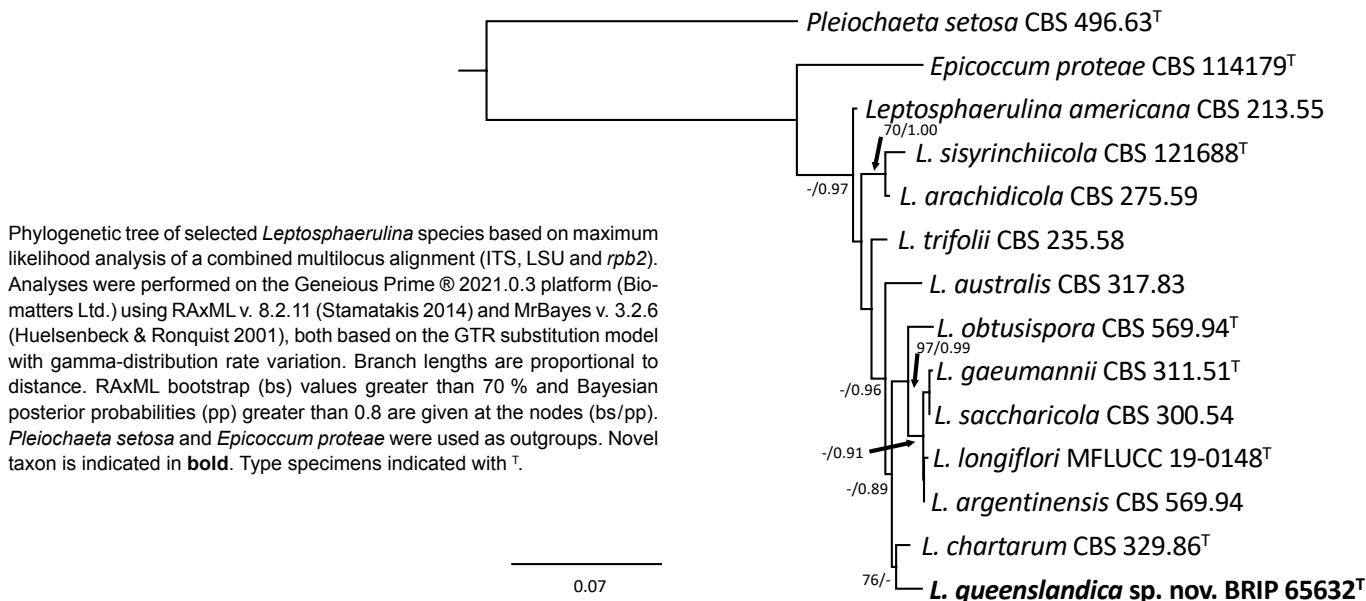 Pleiochaeta setosa CBS 496.63ᵀ
Epicoccum proteae CBS 114179ᵀ
Leptosphaerulina americana CBS 213.55
70/1.00
L. sisyrinchiicola CBS 121688ᵀ
-/0.97
L. arachidicola CBS 275.59
L. trifolii CBS 235.58
L. australis CBS 317.83
L. obtusispora CBS 569.94ᵀ
97/0.99
L. gaeumannii CBS 311.51ᵀ
-/0.96
L. saccharicola CBS 300.54
-/0.91
L. longiflori MFLUCC 19-0148ᵀ
-/0.89
L. argentinensis CBS 569.94
L. chartarum CBS 329.86ᵀ
76/-
L. queenslandica sp. nov. BRIP 65632ᵀ
Phylogenetic tree of selected Leptosphaerulina species based on maximum
likelihood analysis of a combined multilocus alignment (ITS, LSU and rpb2).
Analyses were performed on the Geneious Prime ® 2021.0.3 platform (Bio-
matters Ltd.) using RAxML v. 8.2.11 (Stamatakis 2014) and MrBayes v. 3.2.6
(Huelsenbeck & Ronquist 2001), both based on the GTR substitution model
with gamma-distribution rate variation. Branch lengths are proportional to
distance. RAxML bootstrap (bs) values greater than 70 % and Bayesian
posterior probabilities (pp) greater than 0.8 are given at the nodes (bs/pp).
Pleiochaeta setosa and Epicoccum proteae were used as outgroups. Novel
taxon is indicated in bold. Type specimens indicated with ᵀ.
0.07